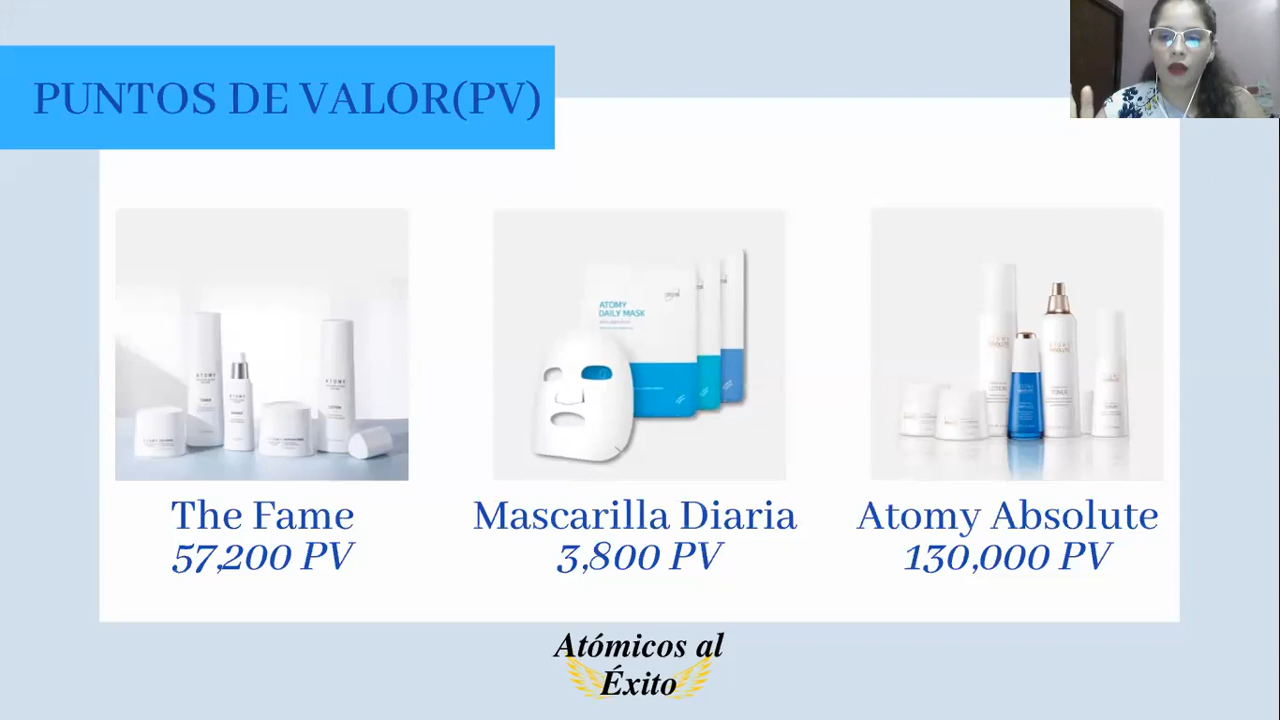 PUNTOS DE VALOR(PV)
ATOMY
DAILY MASK
The Fame
57,200 PV
Mascarilla Diaria
3,800 PV
Atomy Absolute
130,000 PV
Atómicos al
Éxito